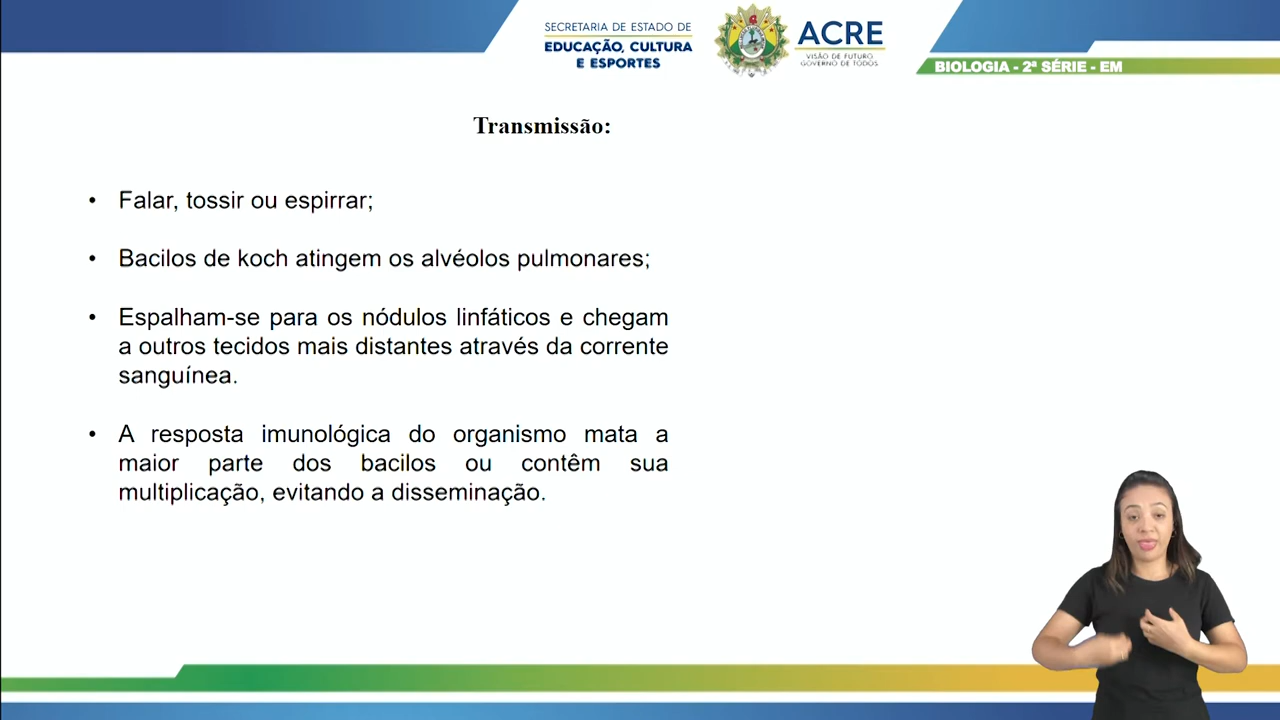 SECRETARIA DE ESTADO DE
EDUCAÇÃO, CULTURA
E ESPORTES
ACRE
VISÃO DE FUTURO
GOVERNO DE TODOS
BIOLOGIA - 2ª SÉRIE - EM
Transmissão:
• Falar, tossir ou espirrar;
• Bacilos de koch atingem os alvéolos pulmonares;
• Espalham-se para os nódulos linfáticos e chegam
a outros tecidos mais distantes através da corrente
sanguínea.
• A resposta imunológica do organismo mata a
maior parte dos bacilos ou contêm sua
multiplicação, evitando a disseminação.